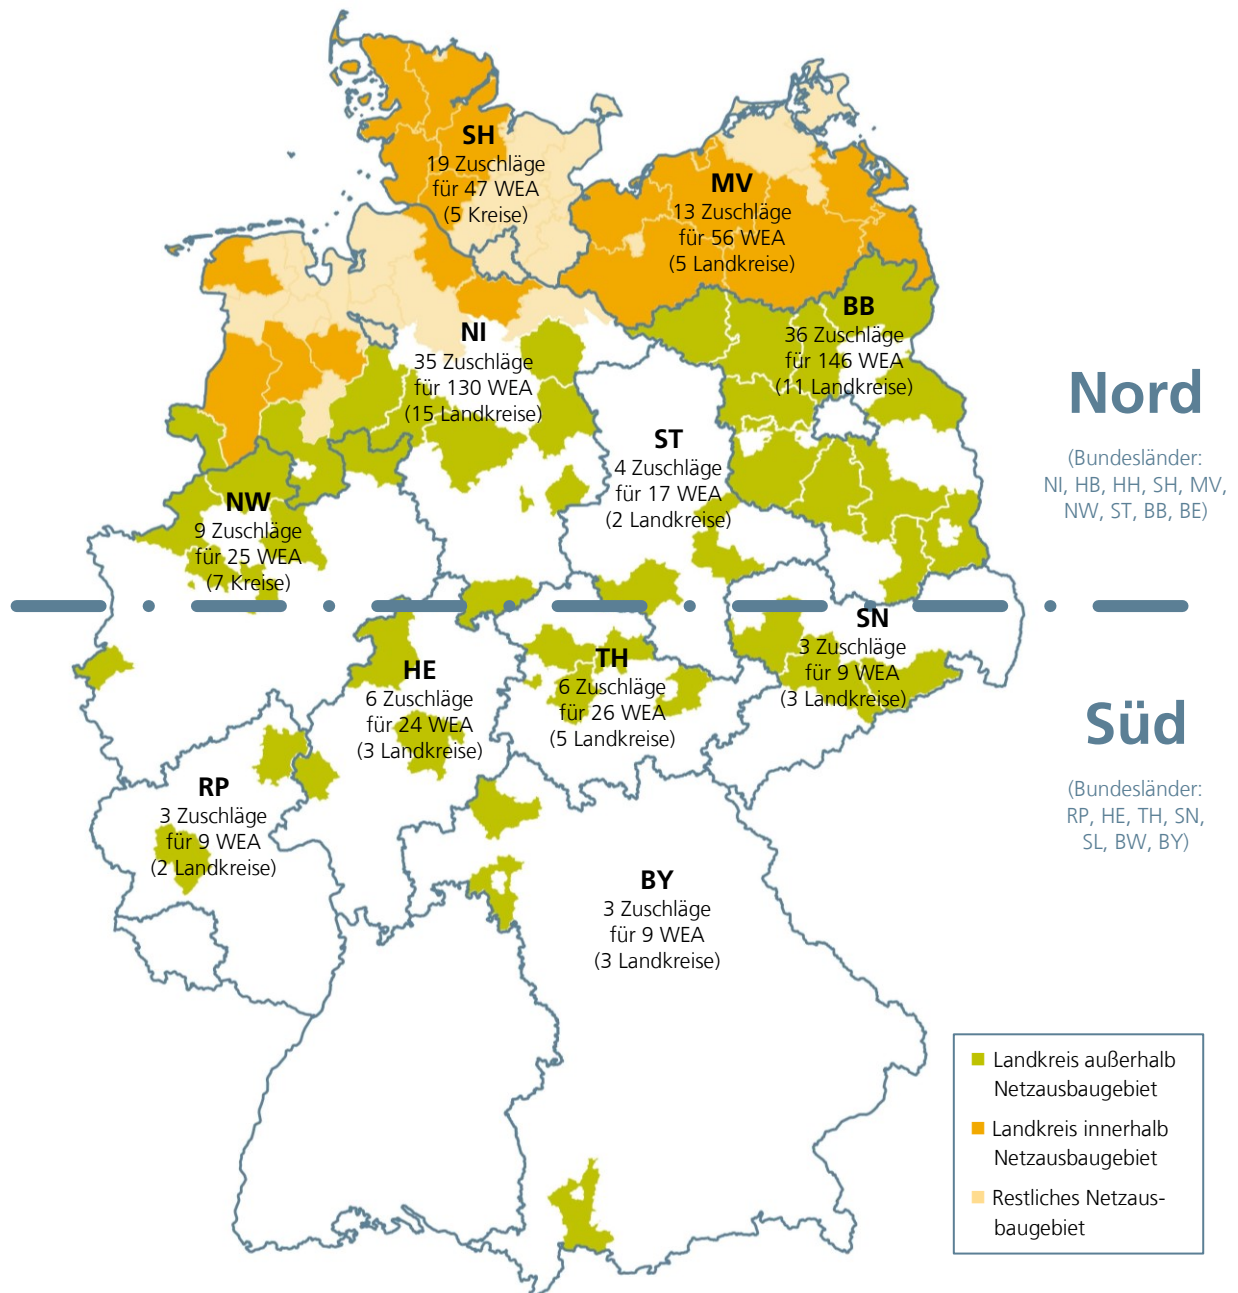 SH
19 Zuschläge
für 47 WEA
(5 Kreise)
MV
13 Zuschläge
für 56 WEA
(5 Landkreise)
BB
36 Zuschläge
für 146 WEA
(11 Landkreise)
NI
35 Zuschläge
für 130 WEA
(15 Landkreise)
ST
4 Zuschläge
für 17 WEA
(2 Landkreise)
NW
9 Zuschläge
für 25 WEA
(7 Kreise)
Nord
(Bundesländer:
NI, HB, HH, SH, MV,
NW, ST, BB, BE)
SN
3 Zuschläge
für 9 WEA
(3 Landkreise)
TH
6 Zuschläge
für 26 WEA
(5 Landkreise)
HE
6 Zuschläge
für 24 WEA
(3 Landkreise)
Süd
(Bundesländer:
RP, HE, TH, SN,
SL, BW, BY)
RP
3 Zuschläge
für 9 WEA
(2 Landkreise)
BY
3 Zuschläge
für 9 WEA
(3 Landkreise)
Landkreis außerhalb
Netzausbaugebiet
Landkreis innerhalb
Netzausbaugebiet
Restliches Netzaus-
baugebiet